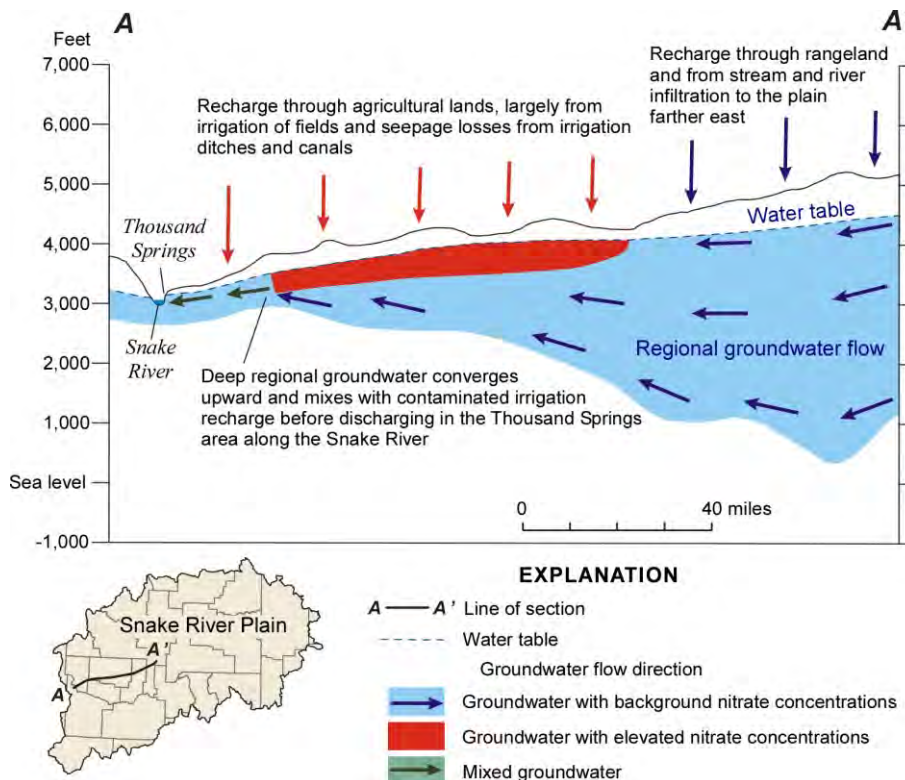 A
A
Feet
7,000
6,000
5,000
4,000
3,000
2,000
1,000
Sea level
-1,000
Recharge through agricultural lands, largely from
irrigation of fields and seepage losses from irrigation
ditches and canals
Recharge through rangeland
and from stream and river
infiltration to the plain
farther east
Thousand
Springs
Snake
River
Water table
Regional groundwater flow
Deep regional groundwater converges
upward and mixes with contaminated irrigation
recharge before discharging in the Thousand Springs
area along the Snake River
0 40 miles
Snake River Plain
A
A'
EXPLANATION
A A' Line of section
Water table
Groundwater flow direction
Groundwater with background nitrate concentrations
Groundwater with elevated nitrate concentrations
Mixed groundwater